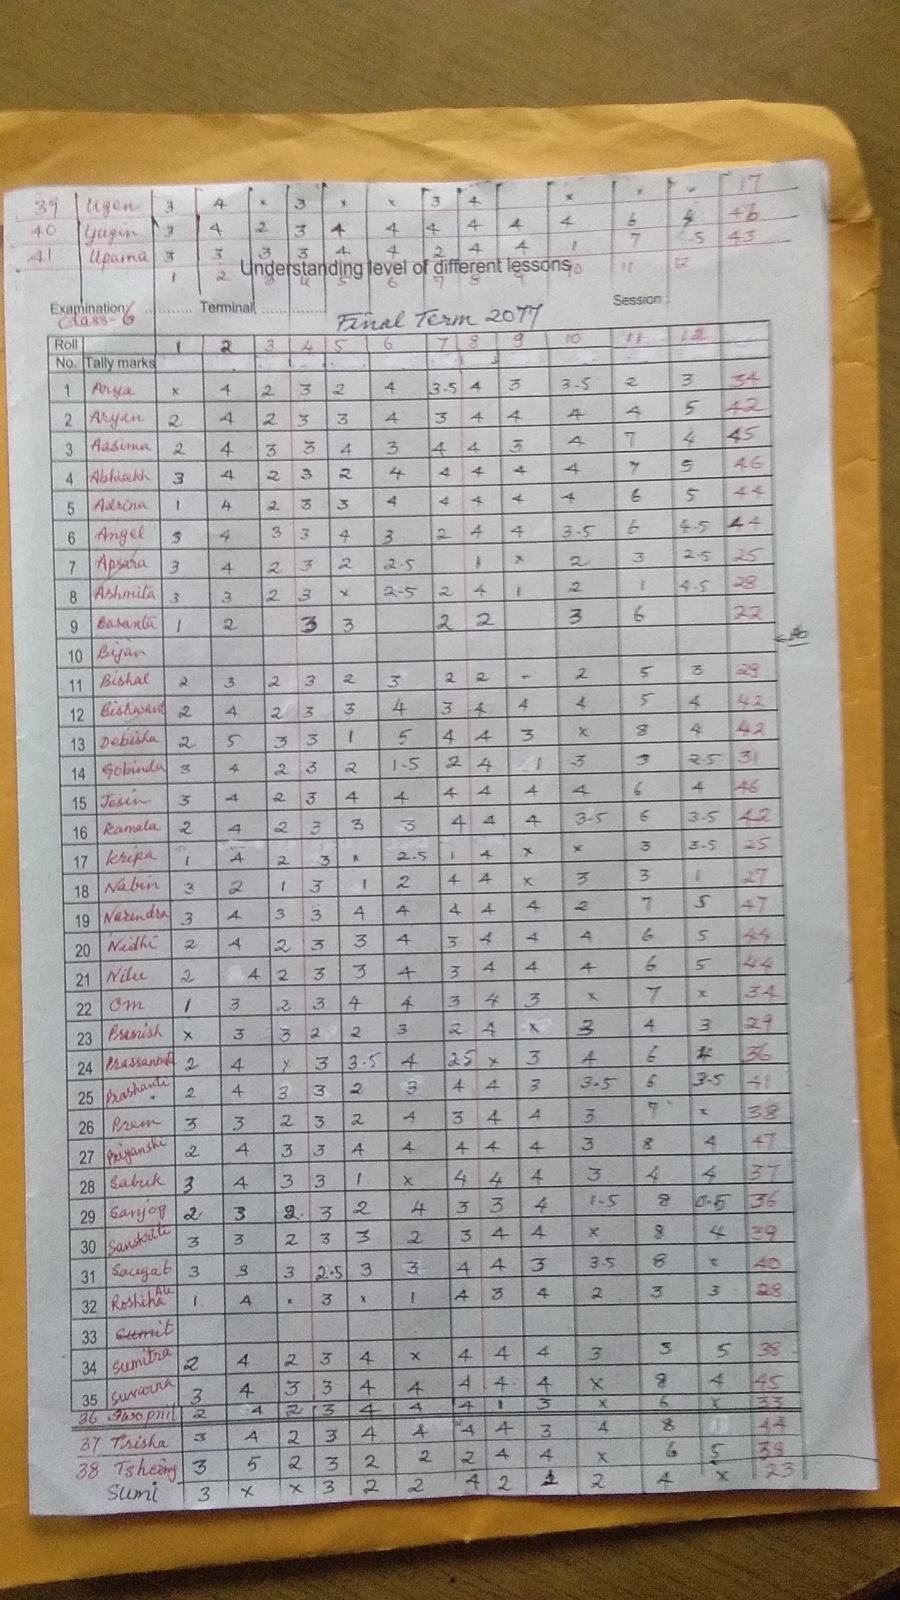 39 Ugen 3 4 x 3 x x 3 4 x 17
40 Yugin 3 4 2 3 4 4 4 4 4 4 6 46
41 Upama 3 3 3 3 4 4 2 4 4 1 7 .5 43
1 2 3 4 5 6 7 8 9 10 11 12
Understanding level of different lessons
Examination ............ Terminal ................ Session
Class-6 Final Term 2077
Roll No. Tally marks 1 2 3 4 5 6 7 8 9 10 11 12
1 Arya x 4 2 3 2 4 3.5 4 3 3.5 2 3 34
2 Aryan 2 4 2 3 3 4 3 4 4 4 4 5 42
3 Aasima 2 4 3 3 4 3 4 4 3 4 7 4 45
4 3 4 2 3 2 4 4 4 4 4 7 5 46
5 Adrina 1 4 2 3 3 4 4 4 4 4 6 5 44
6 Angel 3 4 3 3 4 3 2 4 4 3.5 6 4.5 44
7 Apsara 3 4 2 3 2 2.5 1 x 2 3 2.5 25
8 Ashmita 3 3 2 3 x 2.5 2 4 1 2 1 4.5 28
9 Basanta 1 2 3 3 2 2 3 6 22
10 Bijan Ab
11 Bishal 2 3 2 3 2 3 2 2 - 2 5 3 29
12 Bishwant 2 4 2 3 3 4 3 4 4 4 5 4 42
13 Debisha 2 5 3 3 1 5 4 4 3 x 8 4 42
14 Gobinda 3 4 2 3 2 1.5 2 4 1 3 3 2.5 31
15 Jesin 3 4 2 3 4 4 4 4 4 4 6 4 46
16 Kamala 2 4 2 3 3 3 4 4 4 3.5 6 3.5 42
17 Kripa 1 4 2 3 x 2.5 1 4 x x 3 3.5 25
18 Nabin 3 2 1 3 1 2 4 4 x 3 3 1 27
19 Narendra 3 4 3 3 4 4 4 4 4 2 7 5 47
20 Nidhi 2 4 2 3 3 4 3 4 4 4 6 5 44
21 Nilu 2 4 2 3 3 4 3 4 4 4 6 5 44
22 Om 1 3 2 3 4 4 3 4 3 x 7 x 34
23 Pranish x 3 3 2 2 3 2 4 x 3 4 3 29
24 2 4 x 3 3.5 4 25 x 3 4 6 4 36
25 Prashant 2 4 3 3 2 3 4 4 3 3.5 6 3.5 41
26 Prem 3 3 2 3 2 4 3 4 4 3 7 x 38
27 Priyanshi 2 4 3 3 4 4 4 4 4 3 8 4 47
28 Sabuk 3 4 3 3 1 x 4 4 4 3 4 4 37
29 Sanjog 2 3 2 3 2 4 3 3 4 1.5 8 0.5 36
30 Sanskriti 3 3 2 3 3 2 3 4 4 x 8 4 39
31 Saugat 3 3 3 2.5 3 3 4 4 3 3.5 8 x 40
32 Roshika Ale 1 4 x 3 x 1 4 3 4 2 3 3 28
33 Sumit
34 Sumitra 2 4 2 3 4 x 4 4 4 3 3 5 38
35 Suvarna 3 4 3 3 4 4 4 4 4 x 8 4 45
36 Swopnil 2 4 2 3 4 4 4 1 3 x 6 x 33
37 Trisha 3 4 2 3 4 4 4 4 3 4 8 1 44
38 Tshering 3 5 2 3 2 2 2 4 4 x 6 5 38
Sumi 3 x x 3 2 2 4 2 2 4 x 23